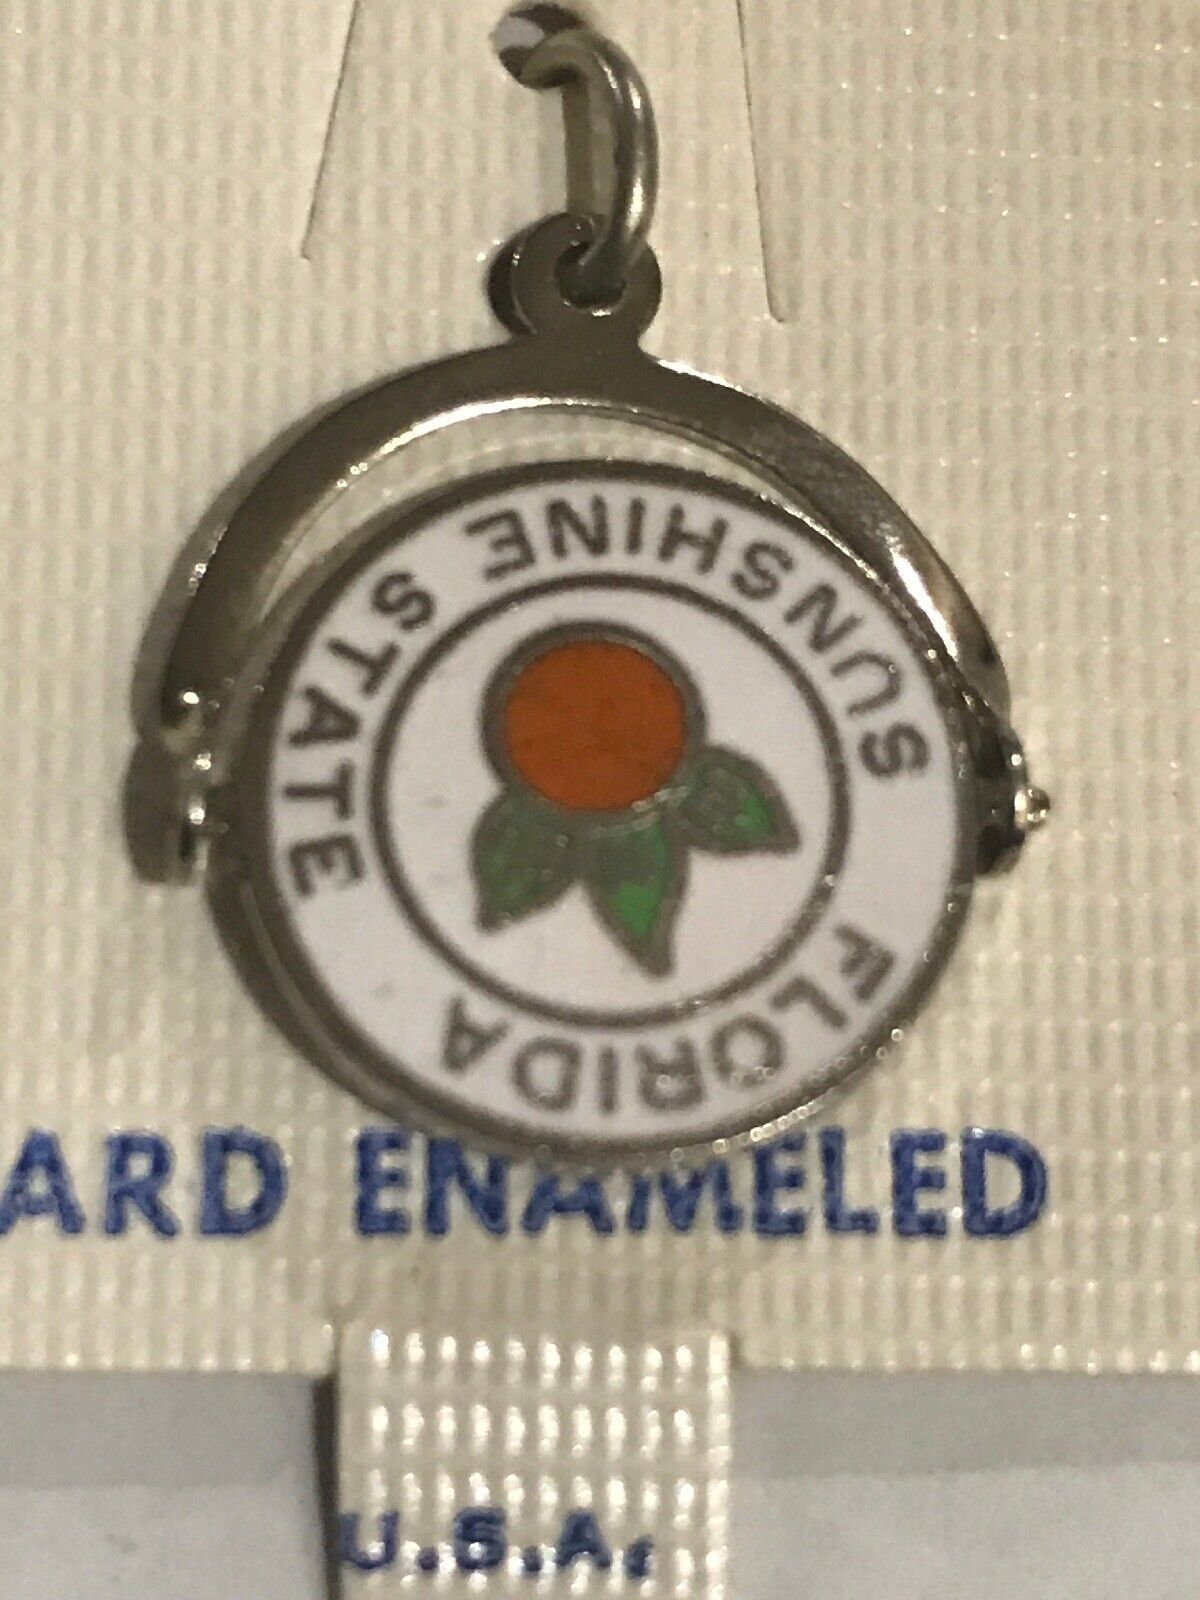 FLORIDA
SUNSHINE STATE
ARD ENAMELED
U.S.A.